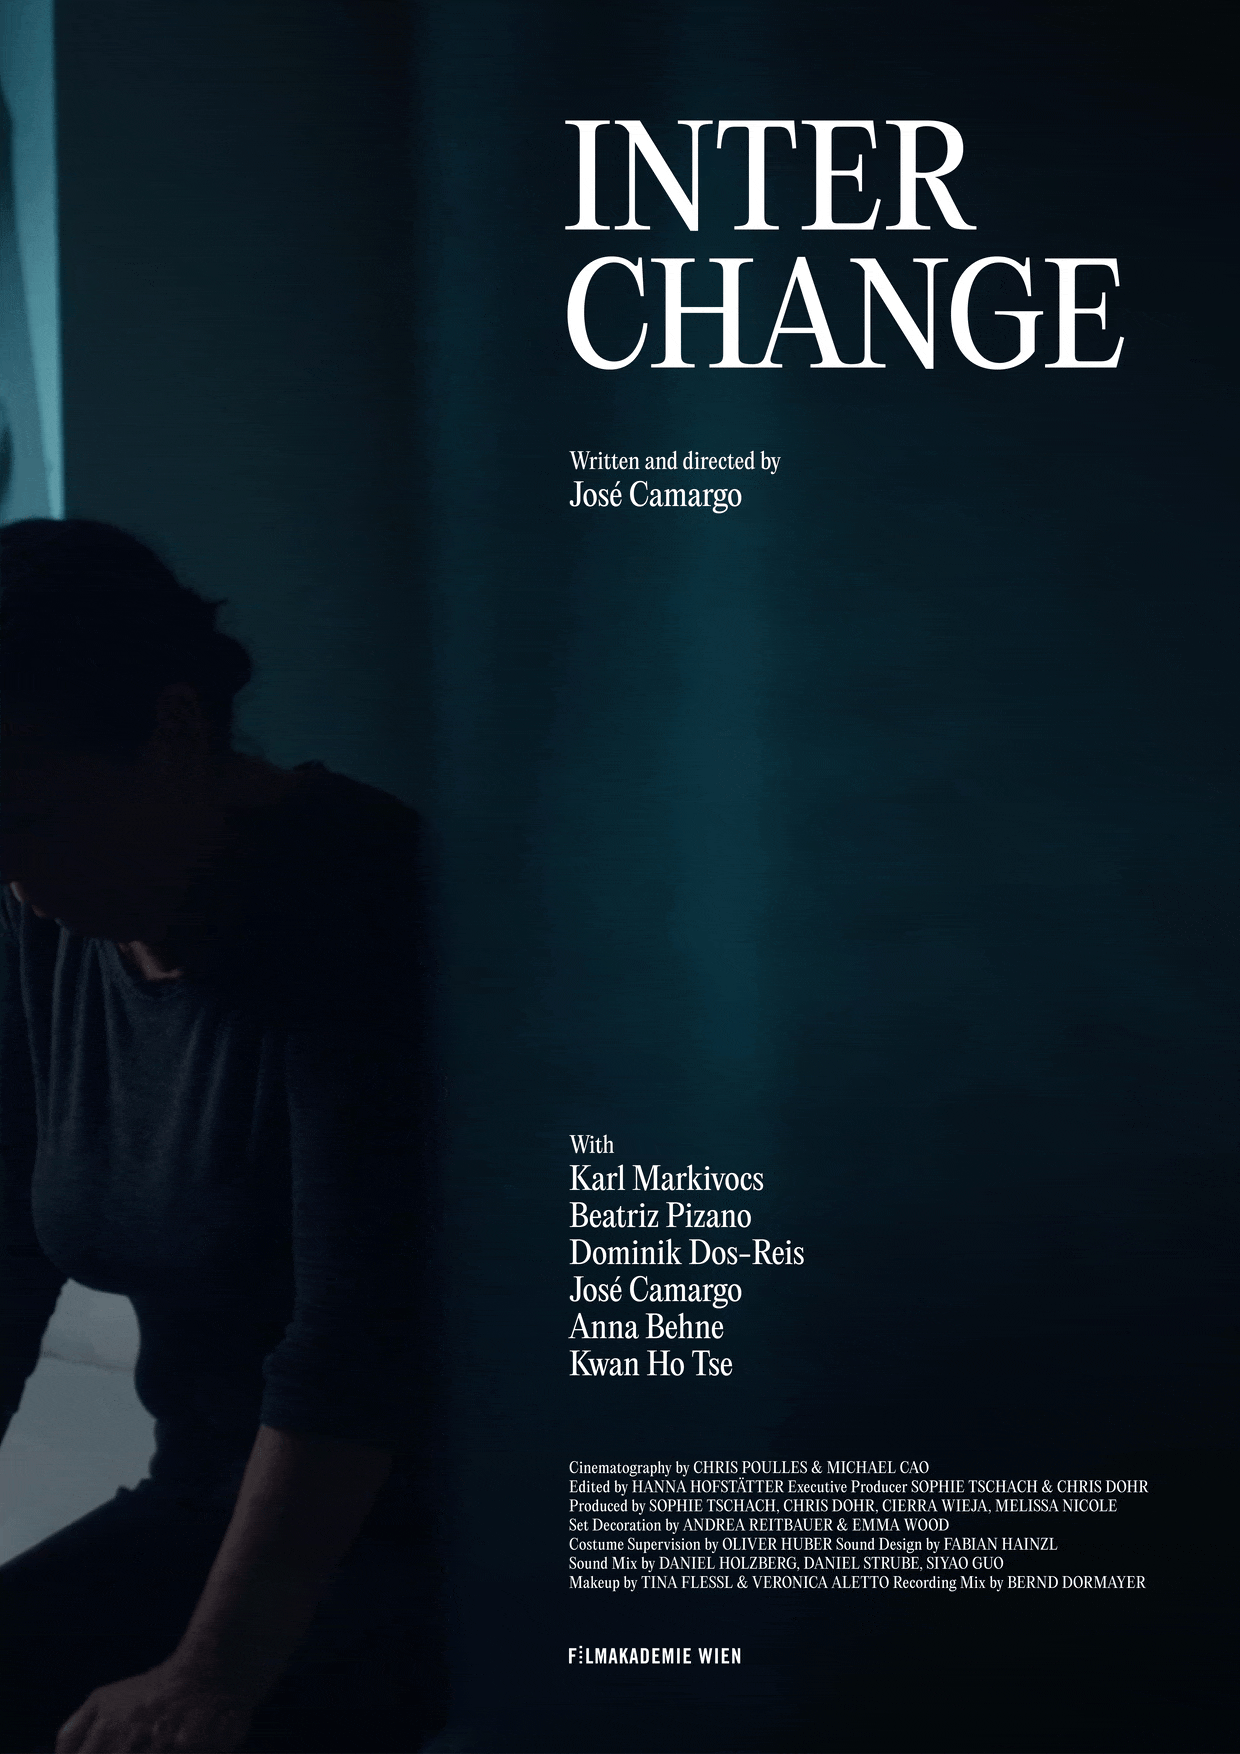 INTER
CHANGE
Written and directed by
José Camargo
With
Karl Markivocs
Beatriz Pizano
Dominik Dos-Reis
José Camargo
Anna Behne
Kwan Ho Tse
Cinematography by CHRIS POULLES & MICHAEL CAO
Edited by HANNA HOFSTÄTTER Executive Producer SOPHIE TSCHACH & CHRIS DOHR
Produced by SOPHIE TSCHACH, CHRIS DOHR, CIERRA WIEJA, MELISSA NICOLE
Set Decoration by ANDREA REITBAUER & EMMA WOOD
Costume Supervision by OLIVER HUBER Sound Design by FABIAN HAINZL
Sound Mix by DANIEL HOLZBERG, DANIEL STRUBE, SIYAO GUO
Makeup by TINA FLESSL & VERONICA ALETTO Recording Mix by BERND DORMAYER
FILMAKADEMIE WIEN